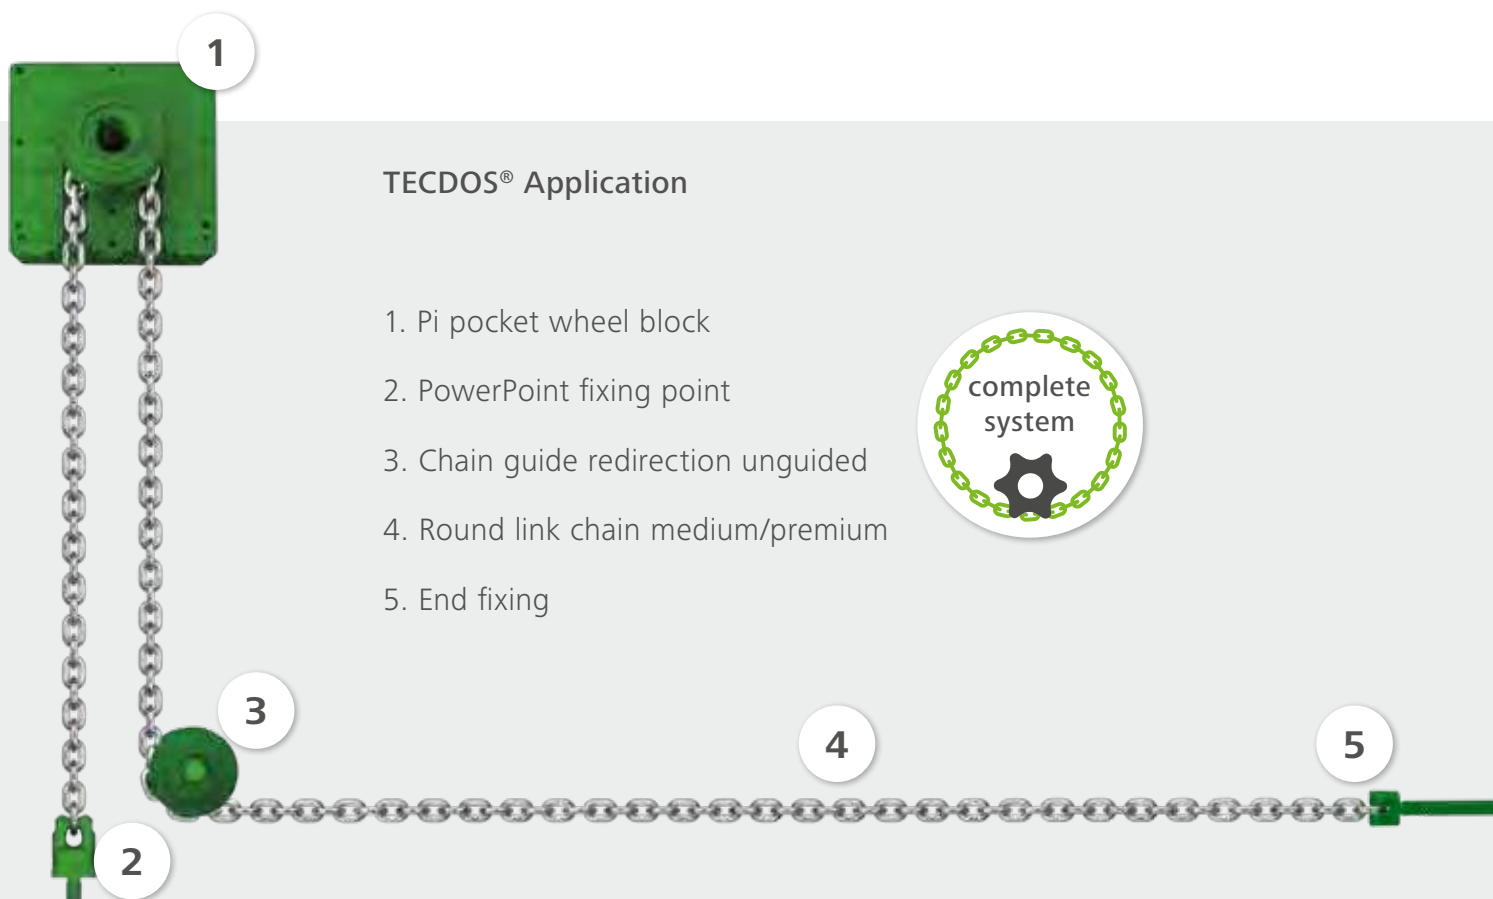 1
TECDOS® Application
1. Pi pocket wheel block
2. PowerPoint fixing point
3. Chain guide redirection unguided
4. Round link chain medium/premium
5. End fixing
complete
system
3
4
5
2